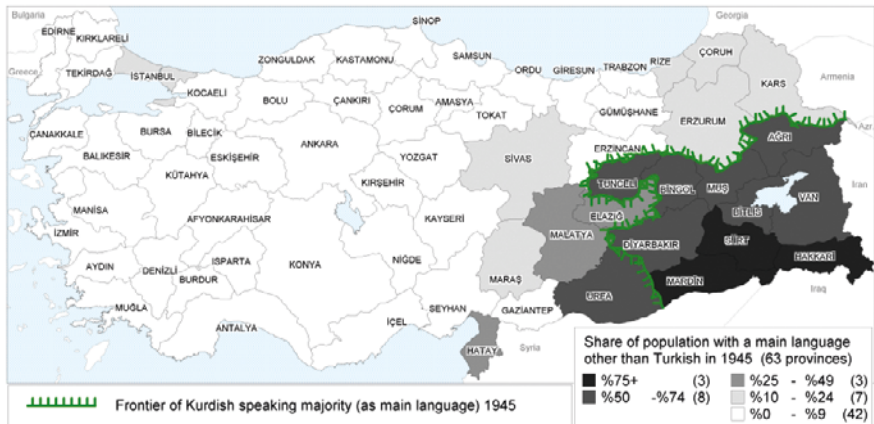 Bulgaria
Georgia
SİNOP
EDİRNE
KIRKLARELİ
ZONGULDAK
KASTAMONU
SAMSUN
ORDU
GİRESUN
TRABZON
RİZE
ÇORUH
Greece
TEKİRDAĞ
İSTANBUL
KOCAELİ
BOLU
ÇANKIRI
ÇORUM
AMASYA
TOKAT
GÜMÜŞHANE
KARS
Armenia
ÇANAKKALE
BURSA
BİLECİK
ANKARA
ERZURUM
ERZİNCAN
AĞRI
Az.
BALIKESİR
ESKİŞEHİR
YOZGAT
SİVAS
KÜTAHYA
KIRŞEHİR
TUNCELİ
BİNGOL
MUŞ
VAN
Iran
MANİSA
AFYONKARAHİSAR
KAYSERİ
ELAZIĞ
BİTLİS
İZMİR
MALATYA
DİYARBAKIR
SİİRT
AYDIN
DENİZLİ
ISPARTA
KONYA
NİĞDE
HAKKARİ
BURDUR
MARAŞ
MARDİN
MUĞLA
URFA
Iraq
ANTALYA
İÇEL
SEYHAN
GAZİANTEP
HATAY
Syria
Share of population with a main language
other than Turkish in 1945 (63 provinces)
%75+ (3)
%50 -%74 (8)
%25 - %49 (3)
%10 - %24 (7)
%0 - %9 (42)
Frontier of Kurdish speaking majority (as main language) 1945